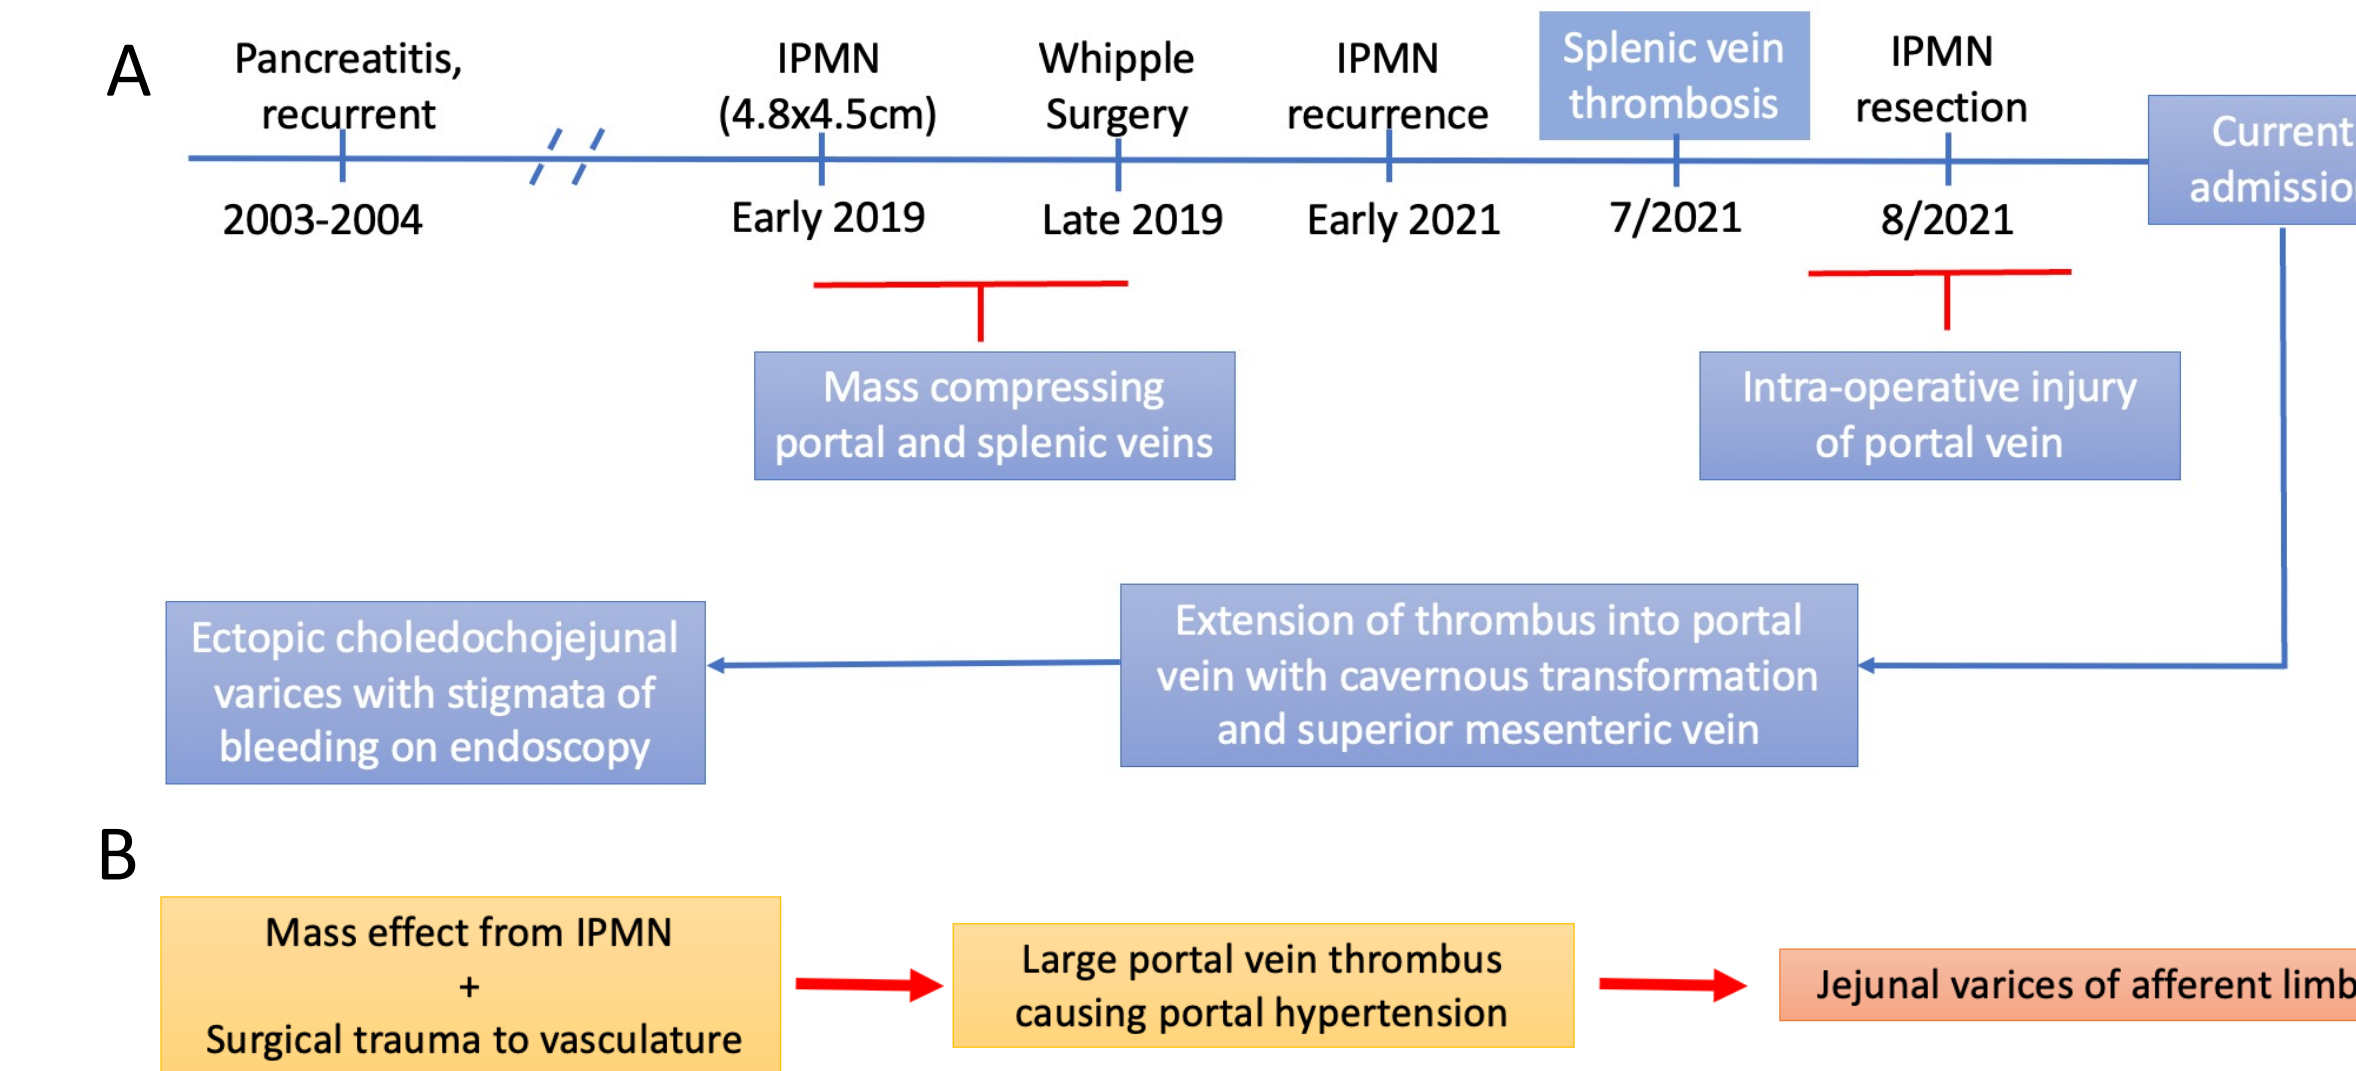 A
Pancreatitis,
recurrent
IPMN
(4.8x4.5cm)
Whipple
Surgery
IPMN
recurrence
Splenic vein
thrombosis
IPMN
resection
Current
admissio
2003-2004
Early 2019
Late 2019
Early 2021
7/2021
8/2021
Mass compressing
portal and splenic veins
Intra-operative injury
of portal vein
Ectopic choledochojejunal
varices with stigmata of
bleeding on endoscopy
Extension of thrombus into portal
vein with cavernous transformation
and superior mesenteric vein
B
Mass effect from IPMN
+
Surgical trauma to vasculature
Large portal vein thrombus
causing portal hypertension
Jejunal varices of afferent limb